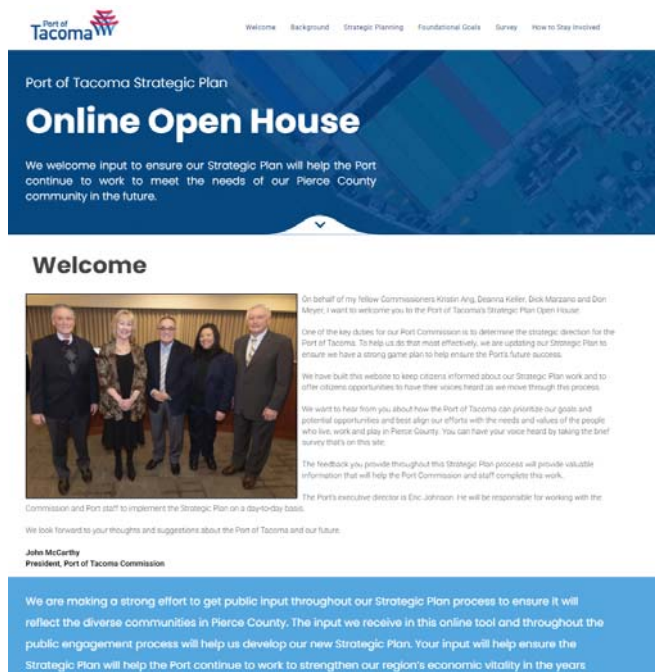 Port of
Tacoma
Welcome Background Strategic Planning Foundational Goals Survey How to Stay Involved
Port of Tacoma Strategic Plan
Online Open House
We welcome input to ensure our Strategic Plan will help the Port
continue to work to meet the needs of our Pierce County
community in the future.
Welcome
On behalf of my fellow Commissioners Kristin Ang, Deanna Keller, Dick Marzano and Don
Meyer, I want to welcome you to the Port of Tacoma's Strategic Plan Open House.
One of the key duties for our Port Commission is to determine the strategic direction for the
Port of Tacoma. To help us do that most effectively, we are updating our Strategic Plan to
ensure we have a strong game plan to help ensure the Port's future success.
We have built this website to keep citizens informed about our Strategic Plan work and to
offer citizens opportunities to have their voices heard as we move through this process.
We want to hear from you about how the Port of Tacoma can prioritize our goals and
potential opportunities and best align our efforts with the needs and values of the people
who live, work and play in Pierce County. You can have your voice heard by taking the brief
survey that's on this site.
The feedback you provide throughout this Strategic Plan process will provide valuable
information that will help the Port Commission and staff complete this work.
The Port's executive director is Eric Johnson. He will be responsible for working with the
Commission and Port staff to implement the Strategic Plan on a day-to-day basis.
We look forward to your thoughts and suggestions about the Port of Tacoma and our future.
John McCarthy
President, Port of Tacoma Commission
We are making a strong effort to get public input throughout our Strategic Plan process to ensure it will
reflect the diverse communities in Pierce County. The input we receive in this online tool and throughout the
public engagement process will help us develop our new Strategic Plan. Your input will help ensure the
Strategic Plan will help the Port continue to work to strengthen our region's economic vitality in the years